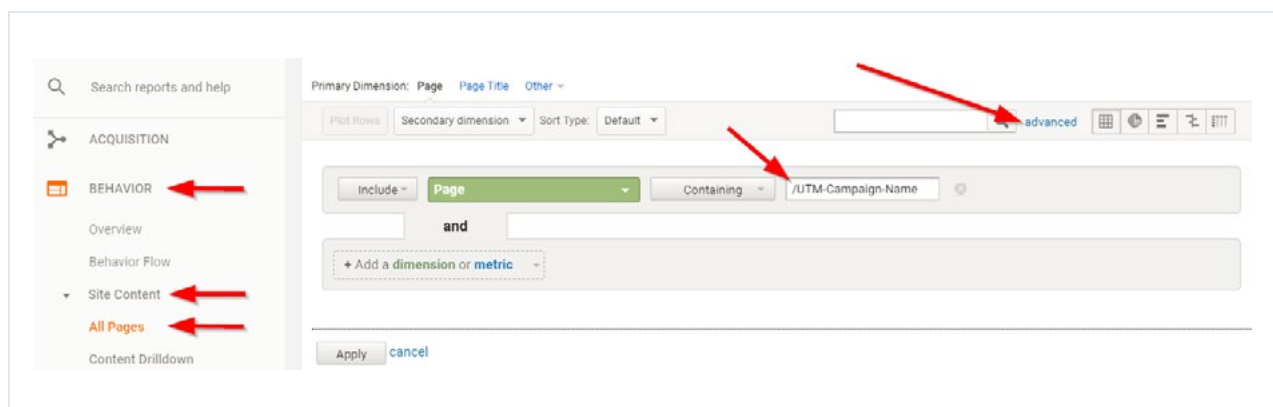 Search reports and help
ACQUISITION
BEHAVIOR
Overview
Behavior Flow
Site Content
All Pages
Content Drilldown
Primary Dimension: Page Page Title Other
Plot Rows Secondary dimension Sort Type: Default
advanced
Include Page Containing /UTM-Campaign-Name
and
+ Add a dimension or metric
Apply cancel